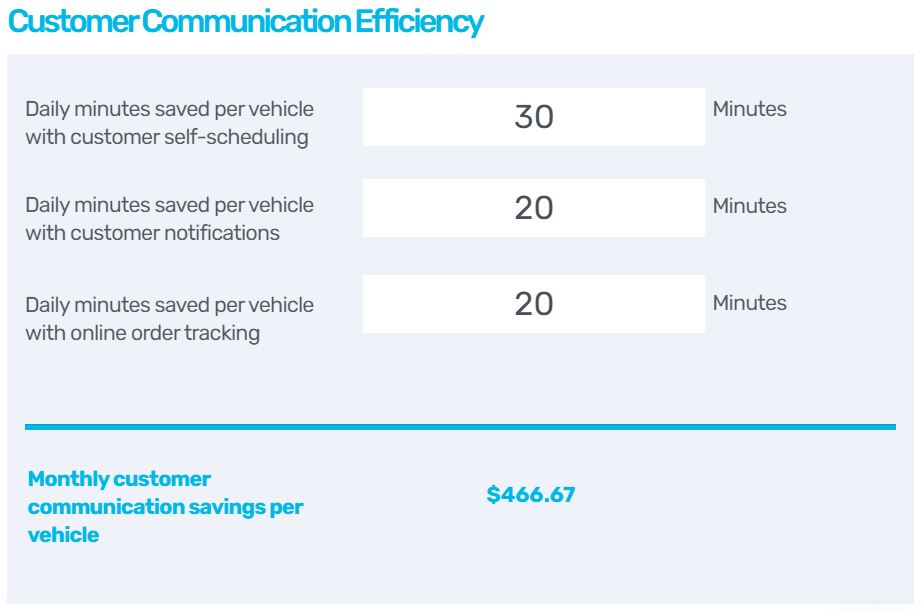 Customer Communication Efficiency
Daily minutes saved per vehicle
with customer self-scheduling
30
Minutes
Daily minutes saved per vehicle
with customer notifications
20
Minutes
Daily minutes saved per vehicle
with online order tracking
20
Minutes
Monthly customer
communication savings per
vehicle
$466.67